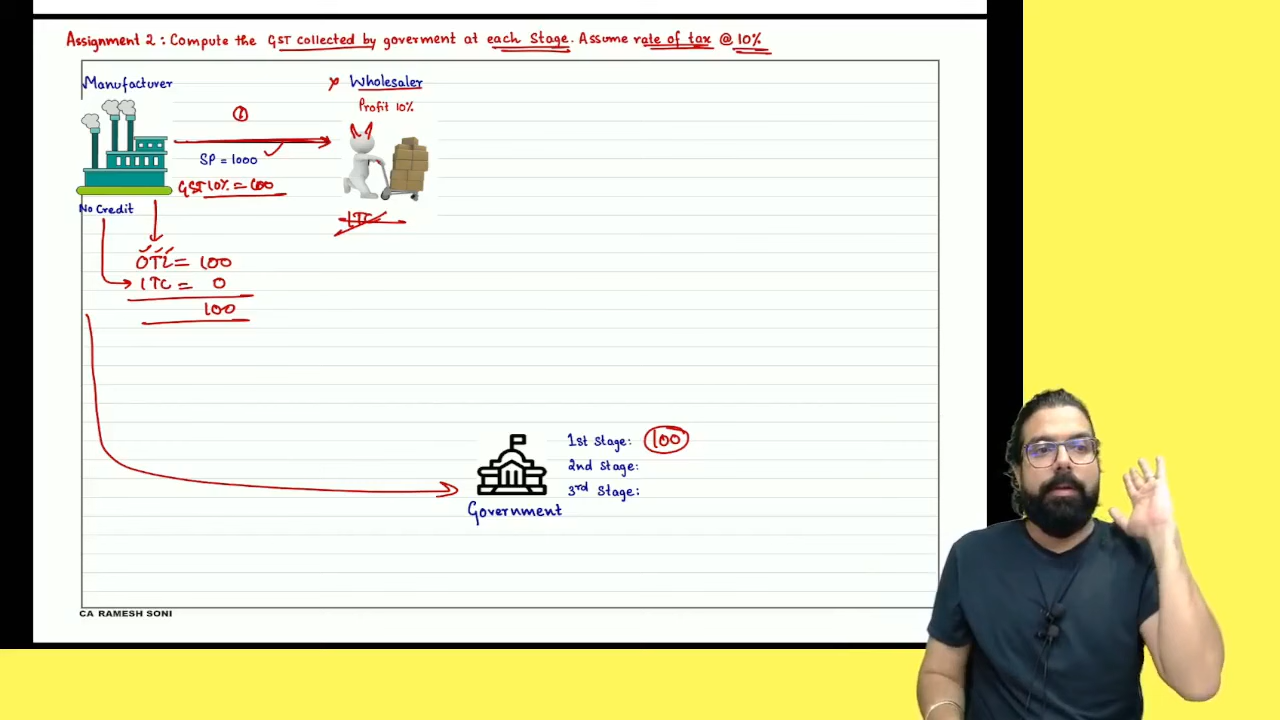 Assignment 2: Compute the GST collected by goverment at each Stage. Assume rate of tax @ 10%
Manufacturer
Wholesaler
Profit 10%
①
SP = 1000
GST 10% = 100
No Credit
ITC
OTL = 100
ITC = 0
100
1st Stage: 100
2nd Stage:
3rd Stage:
Government
CA RAMESH SONI